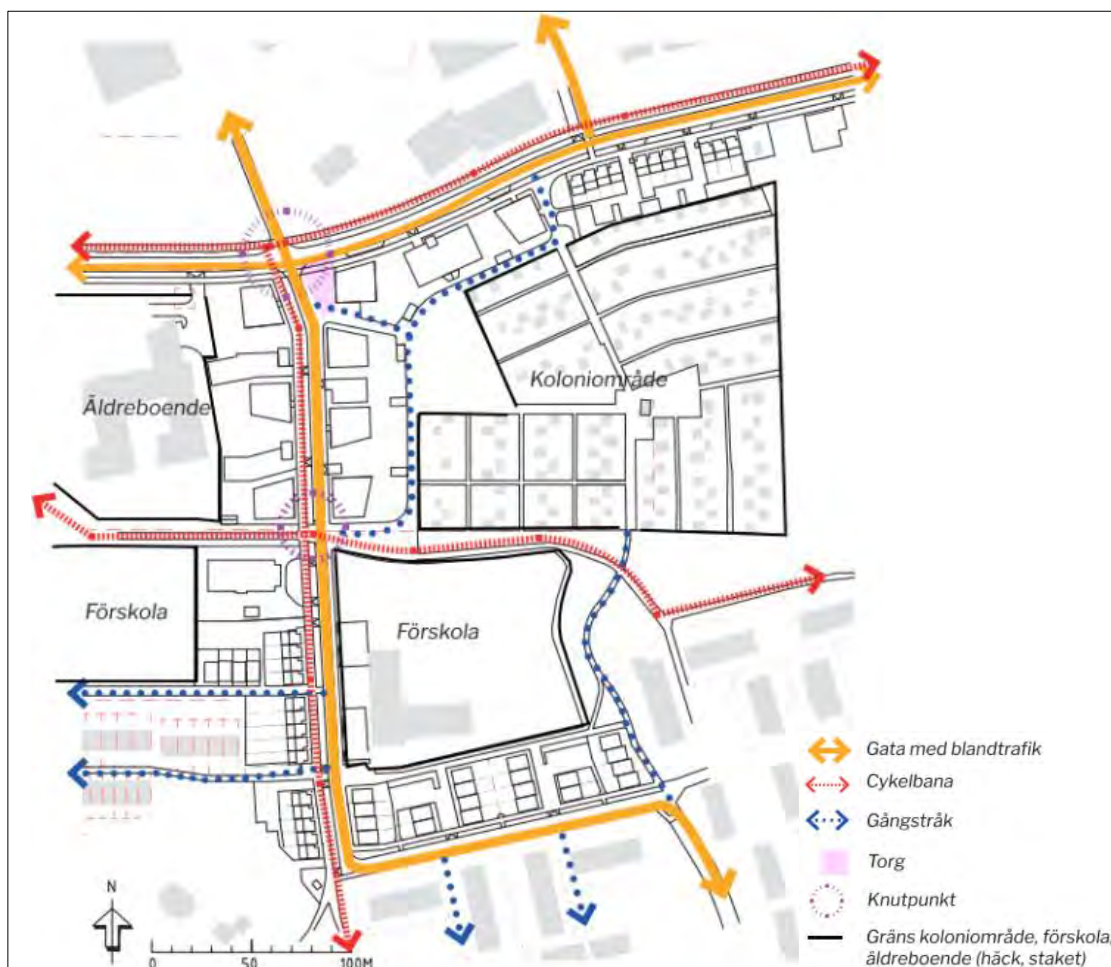 Äldreboende
Koloniområde
Förskola
Förskola
Gata med blandtrafik
Cykelbana
Gångstråk
Torg
Knutpunkt
Gräns koloniområde, förskola,
äldreboende (häck, staket)
N
0 50 100M